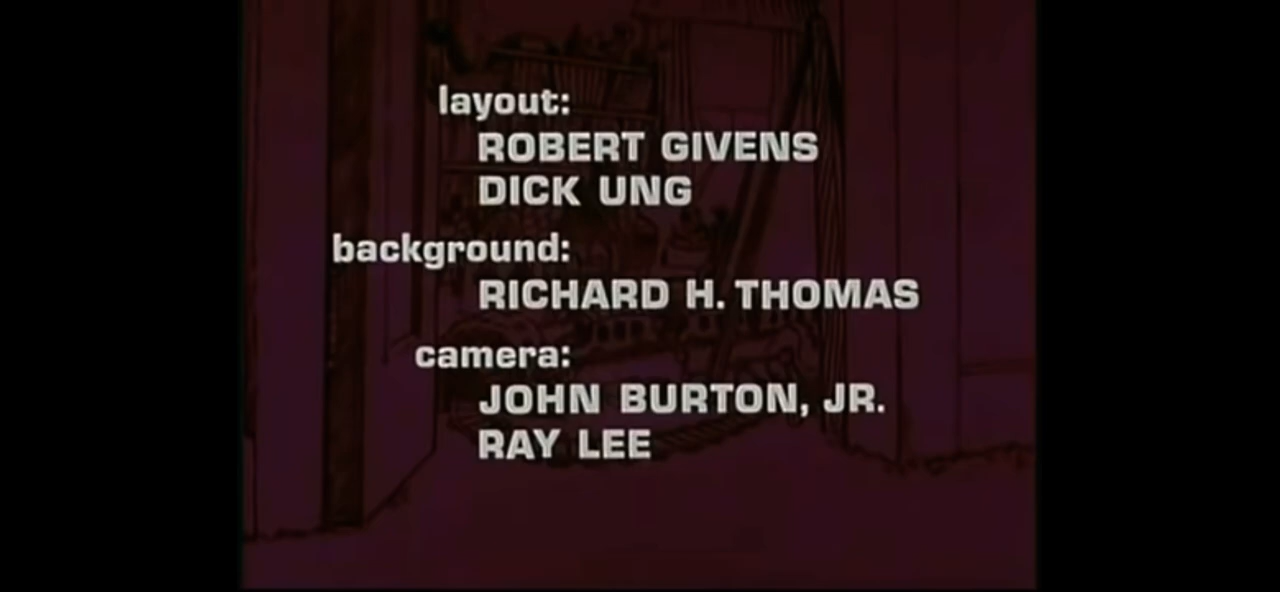 layout:
ROBERT GIVENS
DICK UNG
background:
RICHARD H. THOMAS
camera:
JOHN BURTON, JR.
RAY LEE